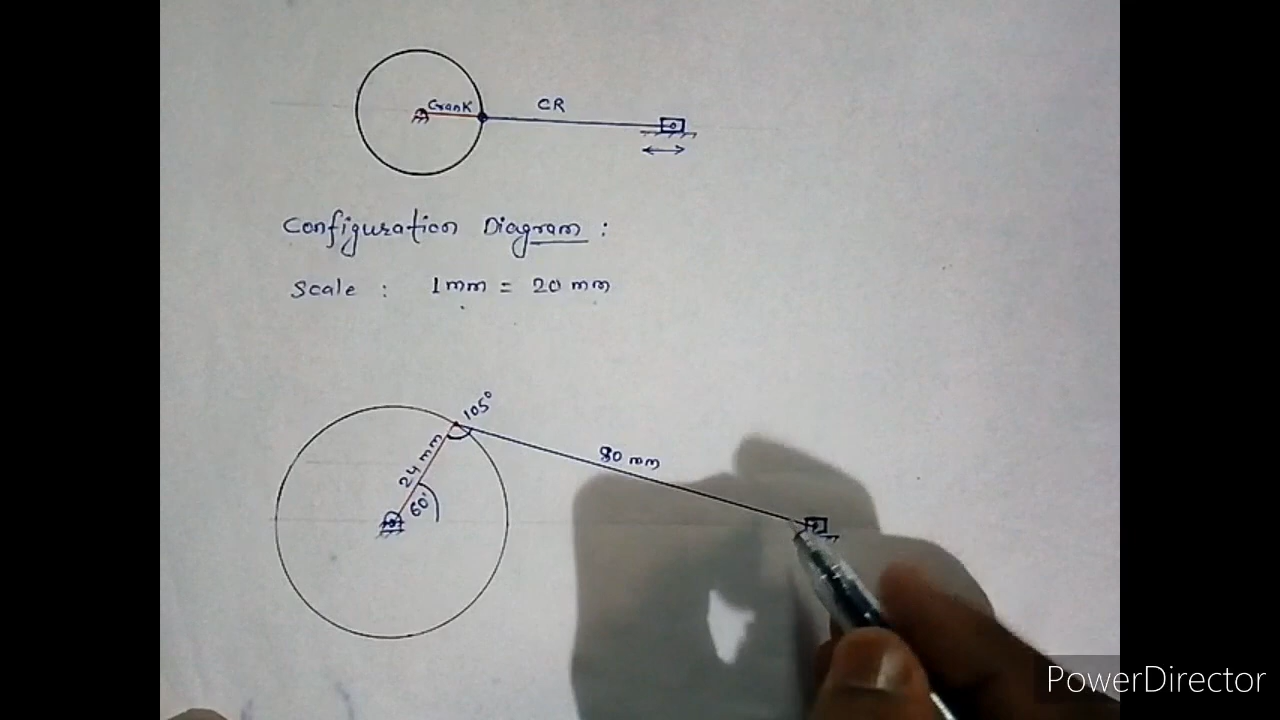 Crank CR
Configuration Diagram :
Scale : 1mm = 20 mm
105°
24 mm
80 mm
60°
PowerDirector